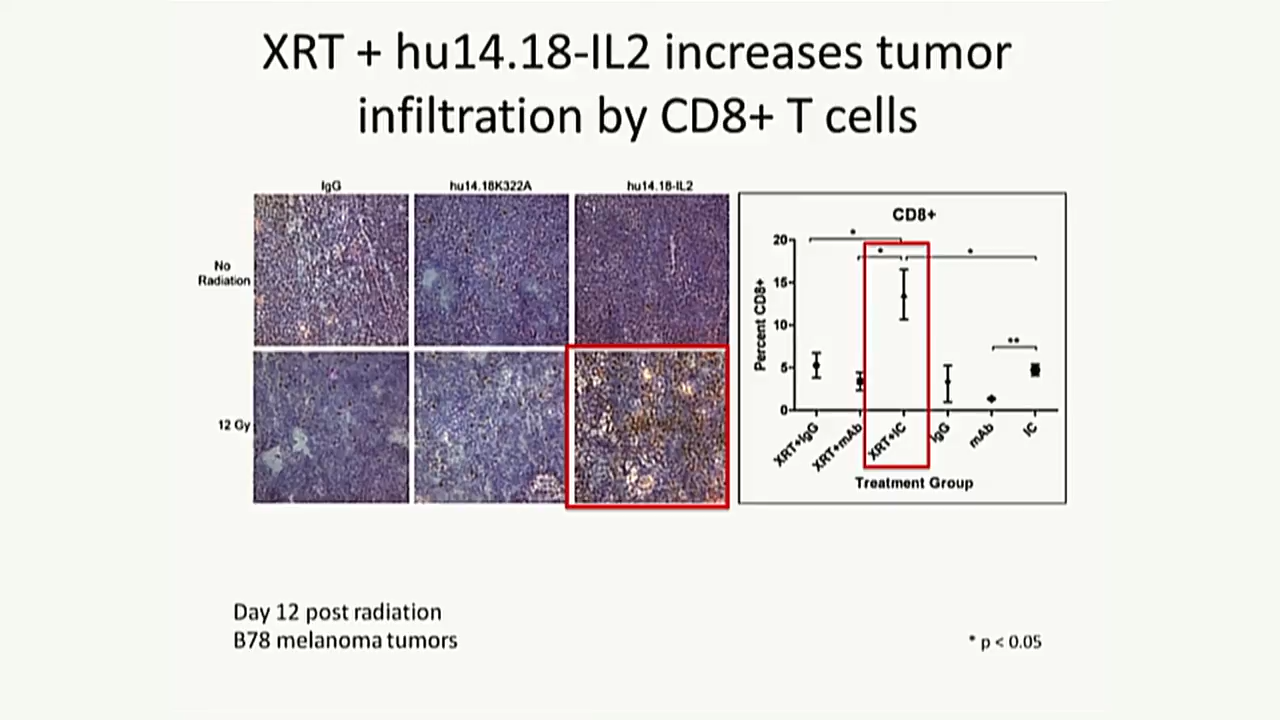 XRT + hu14.18-IL2 increases tumor
infiltration by CD8+ T cells
IgG
hu14.18K322A
hu14.18-IL2
No
Radiation
12 Gy
CD8+
Percent CD8+
20
15
10
5
0
*
*
*
**
XRT+IgG
XRT+mAb
XRT+IC
IgG
mAb
IC
Treatment Group
Day 12 post radiation
B78 melanoma tumors
* p < 0.05